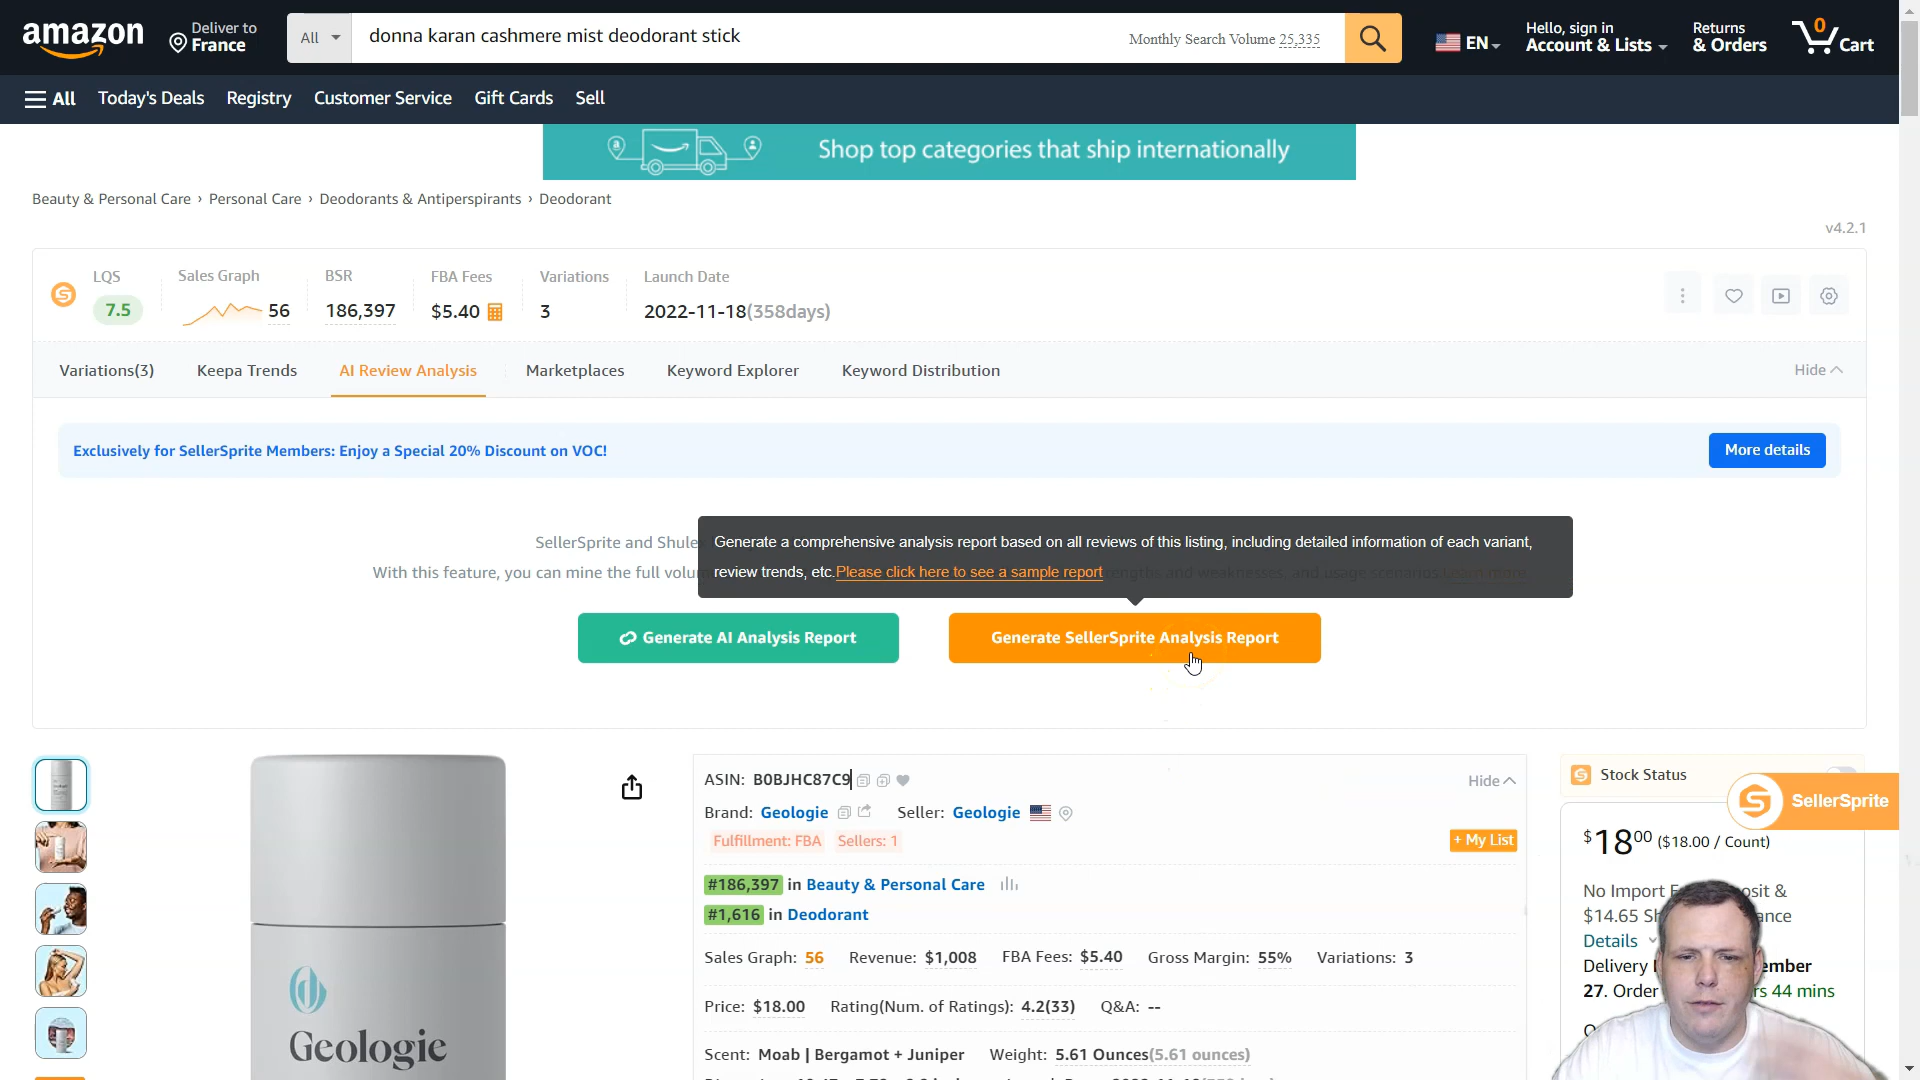 amazon
Deliver to
France
All
donna karan cashmere mist deodorant stick
Monthly Search Volume 25,335
EN
Hello, sign in
Account & Lists
Returns
& Orders
0
Cart
All
Today's Deals
Registry
Customer Service
Gift Cards
Sell
Shop top categories that ship internationally
Beauty & Personal Care › Personal Care › Deodorants & Antiperspirants › Deodorant
v4.2.1
LQS
7.5
Sales Graph
56
BSR
186,397
FBA Fees
$5.40
Variations
3
Launch Date
2022-11-18(358days)
Variations(3)
Keepa Trends
AI Review Analysis
Marketplaces
Keyword Explorer
Keyword Distribution
Hide
Exclusively for SellerSprite Members: Enjoy a Special 20% Discount on VOC!
More details
SellerSprite and
Generate a comprehensive analysis report based on all reviews of this listing, including detailed information of each variant,
With this feature, you can mine the full
review trends, etc.Please click here to see a sample report
and weaknesses, and usage scenarios.
Generate AI Analysis Report
Generate SellerSprite Analysis Report
ASIN: B0BJHC87C9
Hide
Brand: Geologie
Seller: Geologie
Fulfillment: FBA
Sellers: 1
+ My List
#186,397 in Beauty & Personal Care
#1,616 in Deodorant
Sales Graph: 56
Revenue: $1,008
FBA Fees: $5.40
Gross Margin: 55%
Variations: 3
Price: $18.00
Rating(Num. of Ratings): 4.2(33)
Q&A: --
Scent: Moab | Bergamot + Juniper
Weight: 5.61 Ounces(5.61 ounces)
Geologie
Stock Status
SellerSprite
$1800 ($18.00 / Count)
No Import
&
$14.65
Details
Delivery
27. Order
44 mins